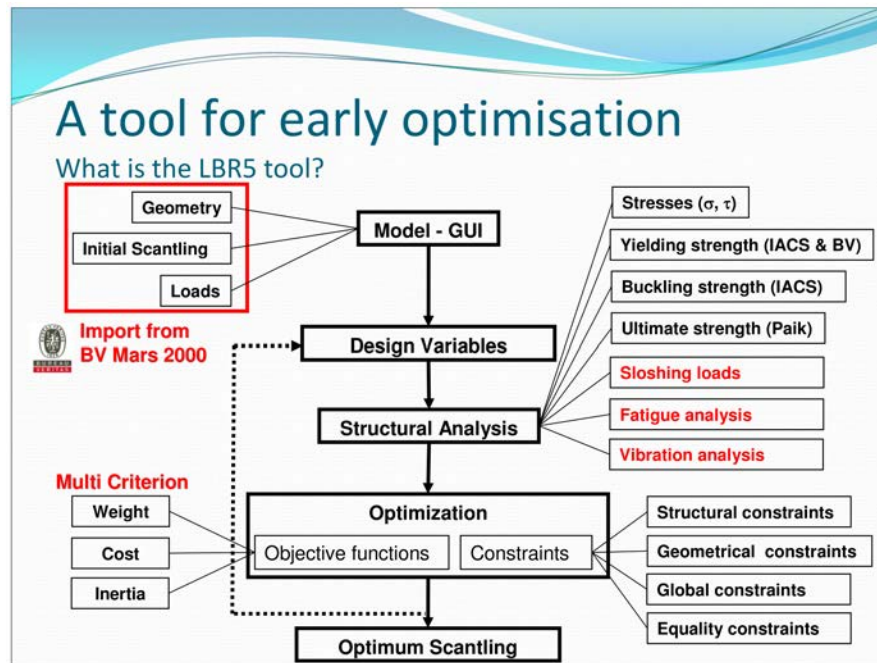 A tool for early optimisation
What is the LBR5 tool?
Geometry
Initial Scantling
Loads
Import from
BV Mars 2000
BUREAU
VERITAS
Model - GUI
Design Variables
Structural Analysis
Stresses (σ, τ)
Yielding strength (IACS & BV)
Buckling strength (IACS)
Ultimate strength (Paik)
Sloshing loads
Fatigue analysis
Vibration analysis
Multi Criterion
Weight
Cost
Inertia
Optimization
Objective functions
Constraints
Structural constraints
Geometrical constraints
Global constraints
Equality constraints
Optimum Scantling